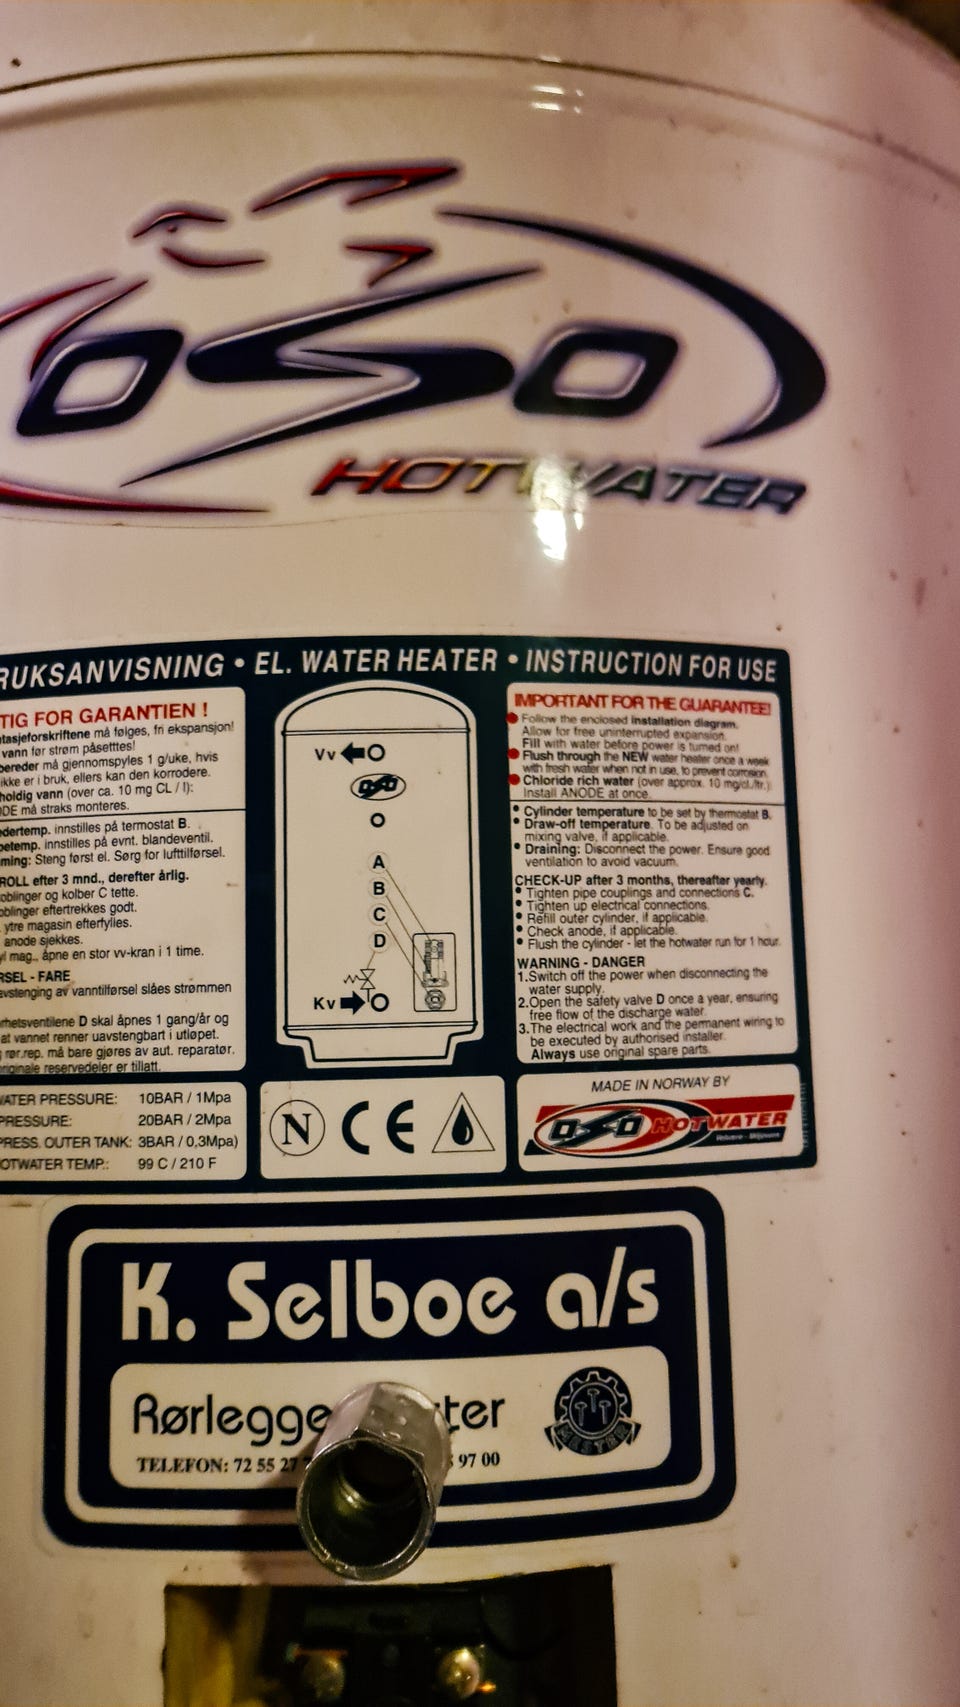 OSO
HOTWATER
RUKSANVISNING • EL. WATER HEATER • INSTRUCTION FOR USE
TIG FOR GARANTIEN !
tasjeforskriftene må følges, fri ekspansjon!
vann før strøm påsetttes!
bereder må gjennomspyles 1 g/uke, hvis
ikke er i bruk, ellers kan den korrodere.
holdig vann (over ca. 10 mg CL / l):
DE må straks monteres.
dertemp. innstilles på termostat B.
petemp. innstilles på evnt. blandeventil.
ming: Steng først el. Sørg for lufttilførsel.
ROLL efter 3 mnd., derefter årlig.
oblinger og kolber C tette.
oblinger eftertrekkes godt.
ytre magasin efterfylles.
anode sjekkes.
yl mag., åpne en stor vv-kran i 1 time.
RSEL - FARE
vstenging av vanntilførsel slåes strømmen
rhetsventilene D skal åpnes 1 gang/år og
at vannet renner uavstengbart i utløpet.
rør.rep. må bare gjøres av aut. reparatør.
riginale reservedeler er tillatt.
Vv
OSO
A
B
C
D
Kv
IMPORTANT FOR THE GUARANTEE!
• Follow the enclosed installation diagram.
Allow for free uninterrupted expansion.
Fill with water before power is turned on!
• Flush through the NEW water heater once a week
with fresh water when not in use, to prevent corrosion.
• Chloride rich water (over approx. 10 mg/cl./ltr.):
Install ANODE at once.
• Cylinder temperature to be set by thermostat B.
• Draw-off temperature. To be adjusted on
mixing valve, if applicable.
• Draining: Disconnect the power. Ensure good
ventilation to avoid vacuum.
CHECK-UP after 3 months, thereafter yearly.
• Tighten pipe couplings and connections C.
• Tighten up electrical connections.
• Refill outer cylinder, if applicable.
• Check anode, if applicable.
• Flush the cylinder - let the hotwater run for 1 hour.
WARNING - DANGER
1.Switch off the power when disconnecting the
water supply.
2.Open the safety valve D once a year, ensuring
free flow of the discharge water.
3.The electrical work and the permanent wiring to
be executed by authorised installer.
Always use original spare parts.
WATER PRESSURE: 10BAR / 1Mpa
PRESSURE: 20BAR / 2Mpa
PRESS. OUTER TANK: 3BAR / 0,3Mpa)
OTWATER TEMP.: 99 C / 210 F
N CE
MADE IN NORWAY BY
OSO HOTWATER
K. Selboe a/s
Rørlegge ter
MESTER
TELEFON: 72 55 27 97 00